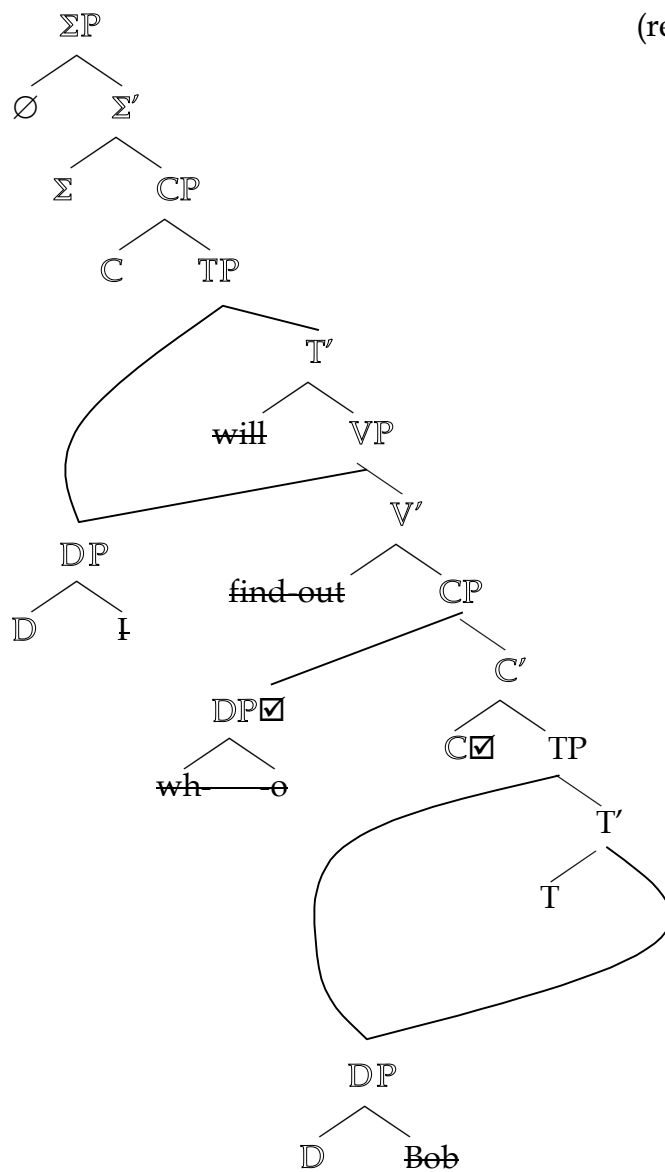 ΣP (re
∅ Σ′
Σ CP
C TP
T′
will VP
V′
DP
find-out CP
D I
C′
DP☑
C☑ TP
wh- -o
T′
T
DP
D Bob